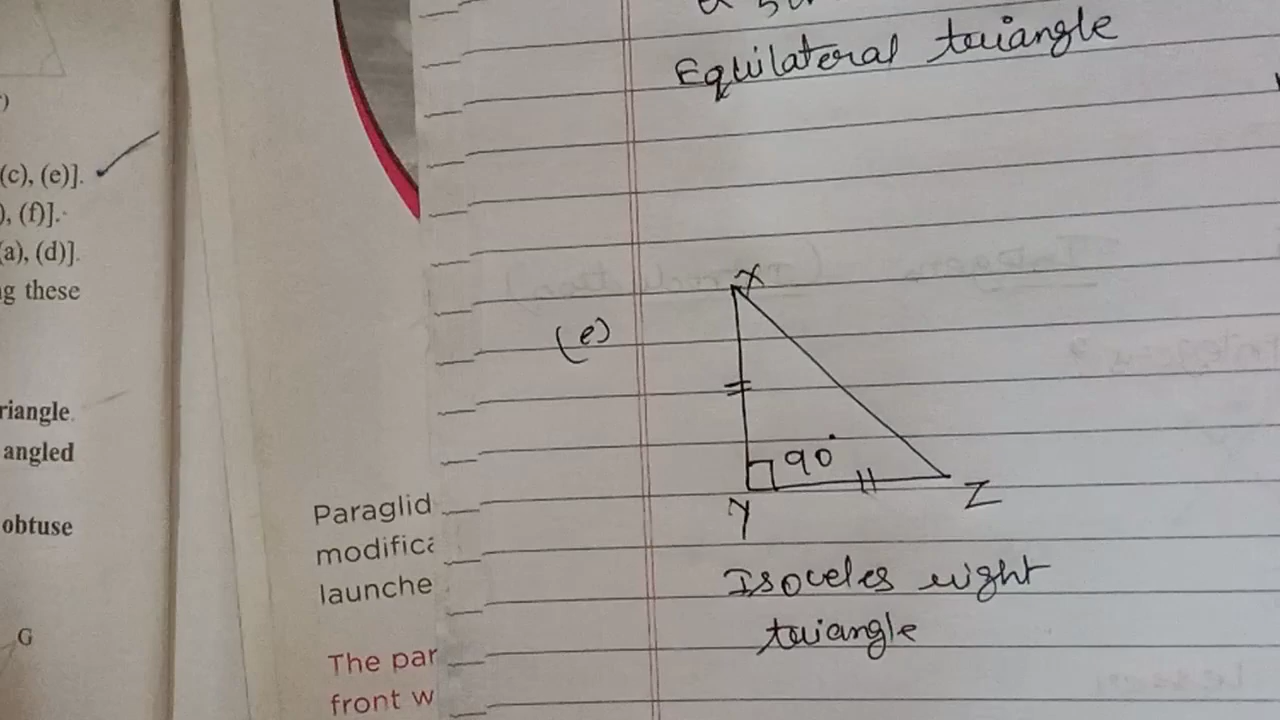 Equilateral triangle
)
(c), (e)].
), (f)].
(a), (d)].
g these
riangle.
angled
obtuse
G
Paraglid
modifica
launche
The par
front w
(e)
X
90°
Y
Z
Isoceles right
triangle